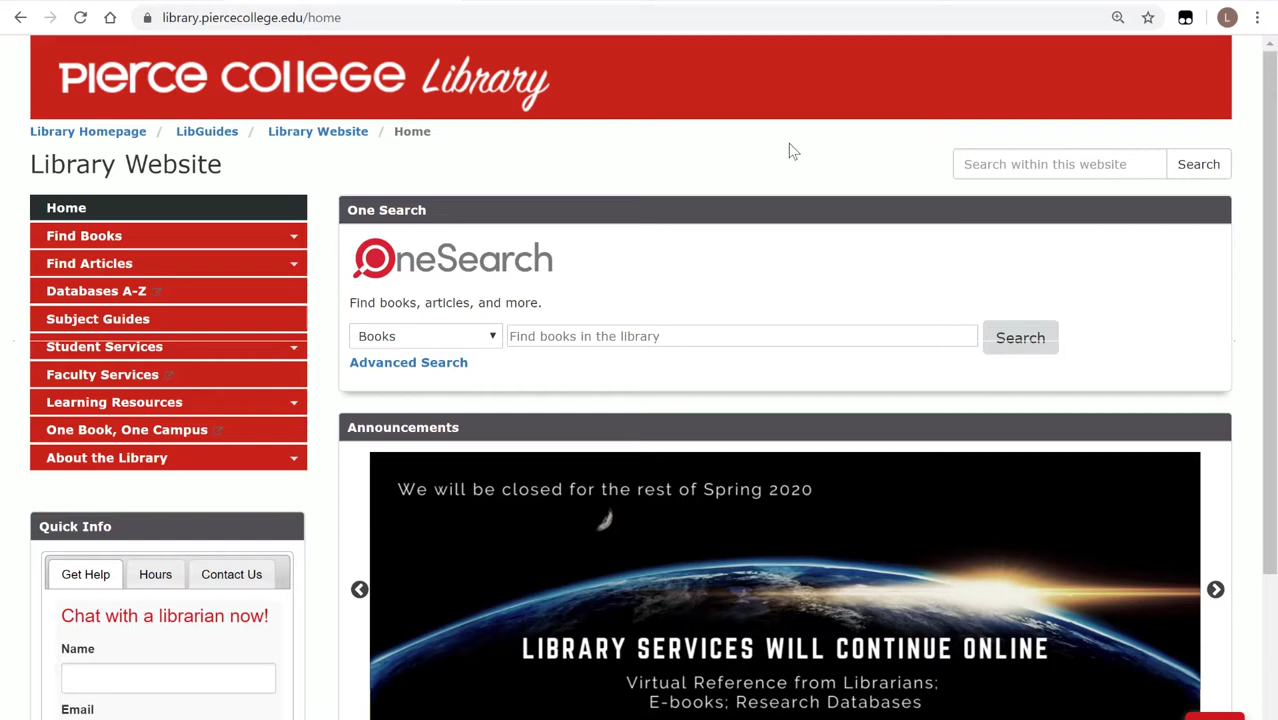 library.piercecollege.edu/home
L
PIERCE COLLEGE Library
Library Homepage / LibGuides / Library Website / Home
Library Website
Search within this website
Search
Home
Find Books
Find Articles
Databases A-Z
Subject Guides
Student Services
Faculty Services
Learning Resources
One Book, One Campus
About the Library
One Search
OneSearch
Find books, articles, and more.
Books
Find books in the library
Search
Advanced Search
Announcements
We will be closed for the rest of Spring 2020
LIBRARY SERVICES WILL CONTINUE ONLINE
Virtual Reference from Librarians;
E-books; Research Databases
Quick Info
Get Help
Hours
Contact Us
Chat with a librarian now!
Name
Email